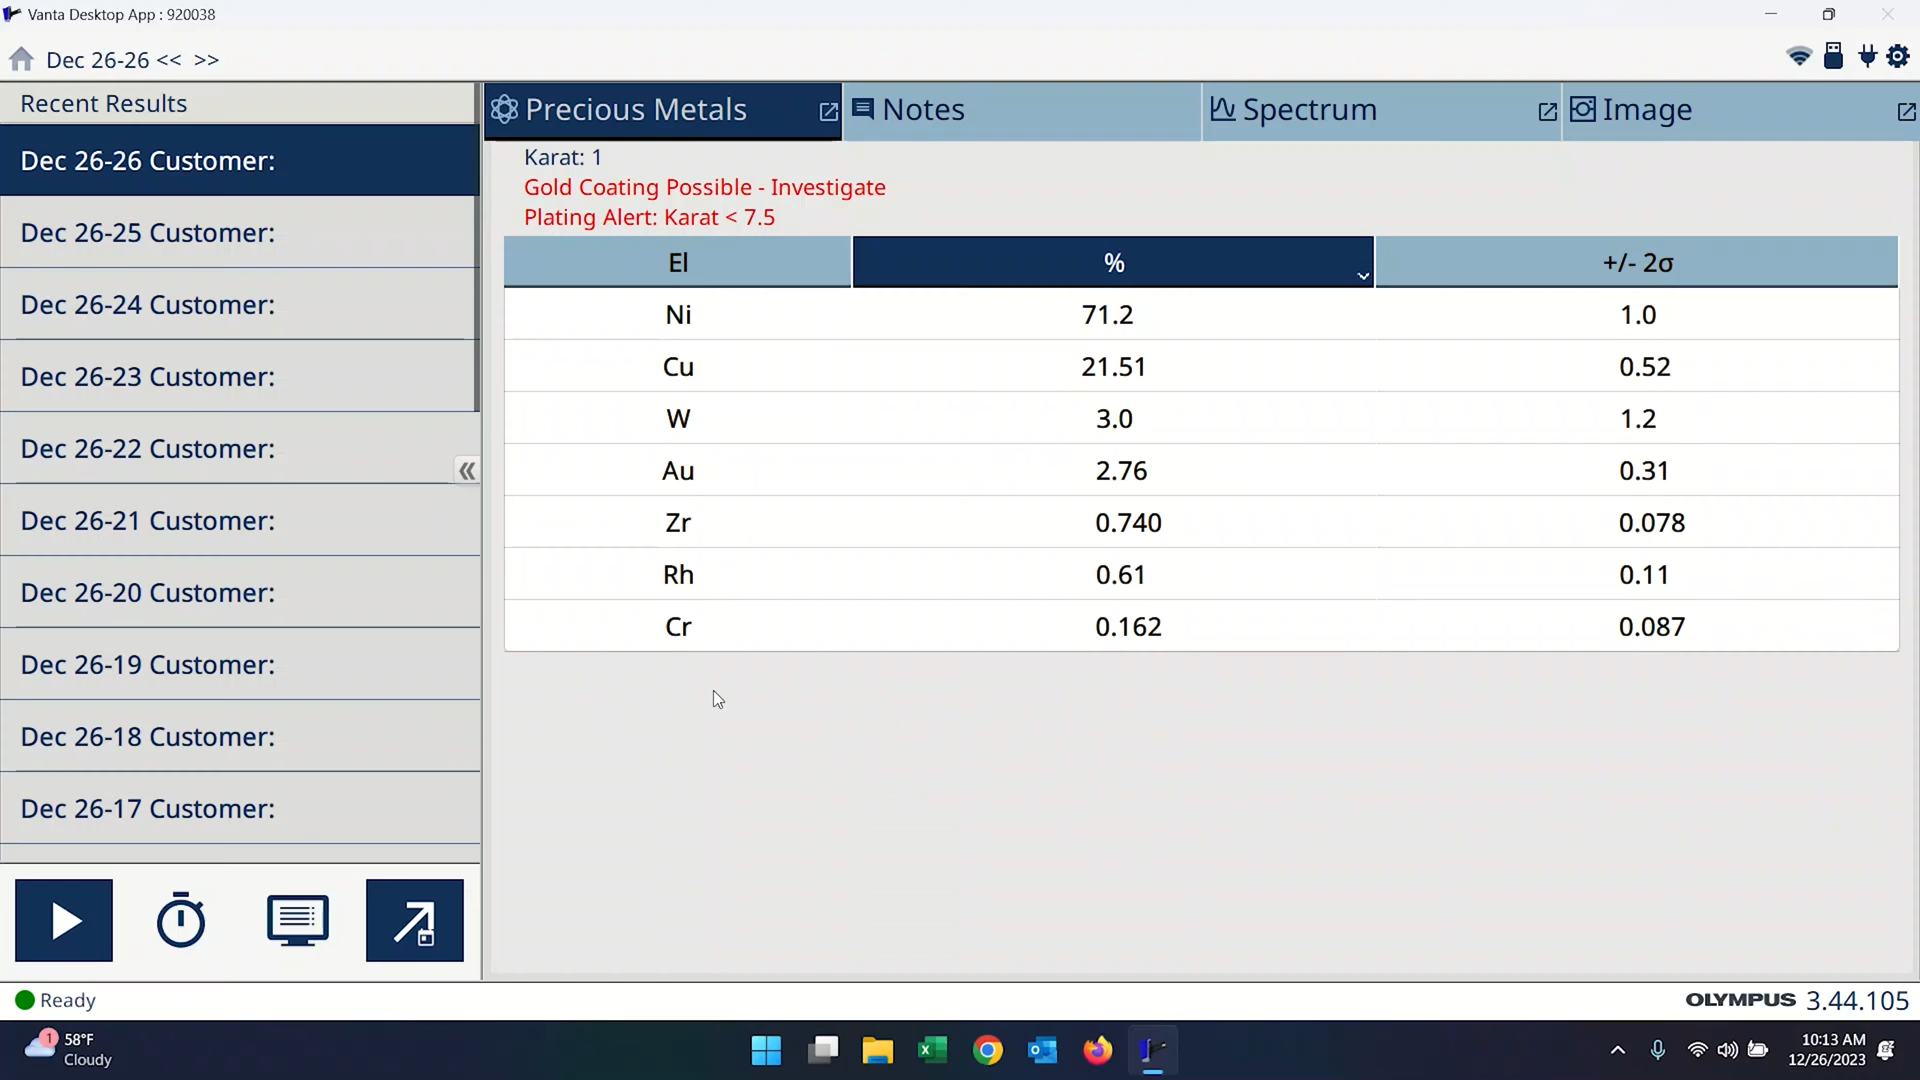 Vanta Desktop App : 920038
Dec 26-26 << >>
Recent Results
Dec 26-26 Customer:
Dec 26-25 Customer:
Dec 26-24 Customer:
Dec 26-23 Customer:
Dec 26-22 Customer:
Dec 26-21 Customer:
Dec 26-20 Customer:
Dec 26-19 Customer:
Dec 26-18 Customer:
Dec 26-17 Customer:
Precious Metals Notes Spectrum Image
Karat: 1
Gold Coating Possible - Investigate
Plating Alert: Karat < 7.5
El % +/- 2σ
Ni 71.2 1.0
Cu 21.51 0.52
W 3.0 1.2
Au 2.76 0.31
Zr 0.740 0.078
Rh 0.61 0.11
Cr 0.162 0.087
Ready
OLYMPUS 3.44.105
1
58°F
Cloudy
10:13 AM
12/26/2023